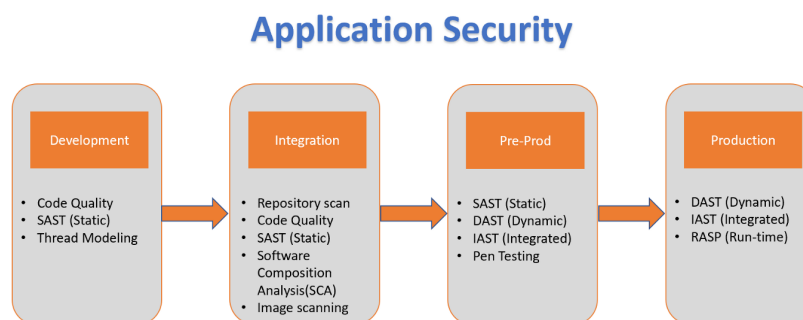 Application Security
Development
• Code Quality
• SAST (Static)
• Thread Modeling
Integration
• Repository scan
• Code Quality
• SAST (Static)
• Software
Composition
Analysis(SCA)
• Image scanning
Pre-Prod
• SAST (Static)
• DAST (Dynamic)
• IAST (Integrated)
• Pen Testing
Production
• DAST (Dynamic)
• IAST (Integrated)
• RASP (Run-time)